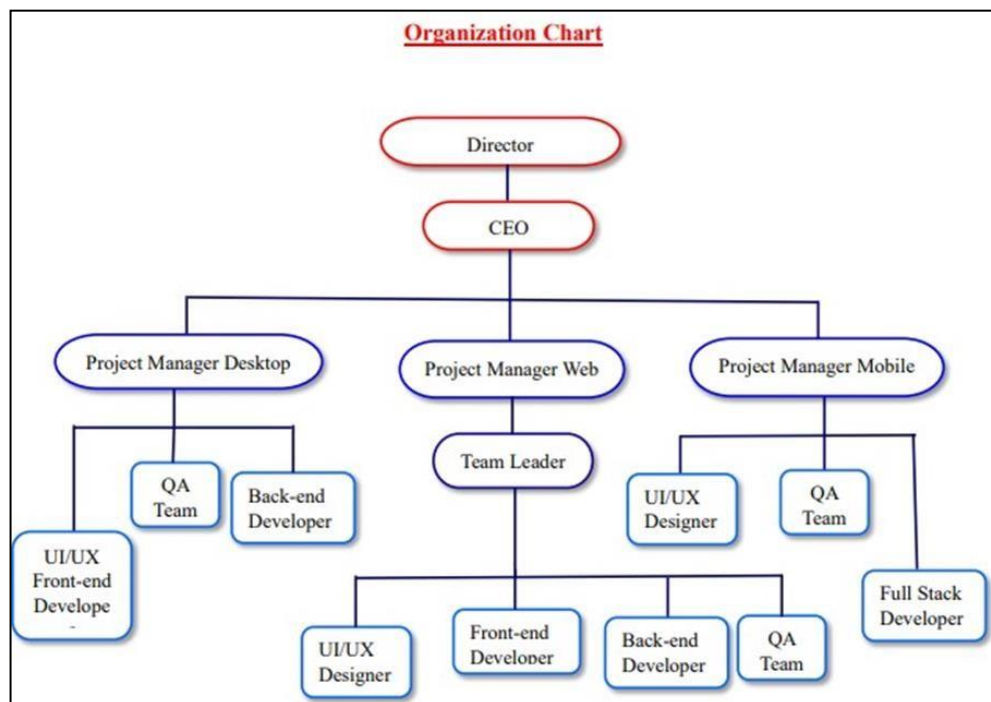 Organization Chart
Director
CEO
Project Manager Desktop
Project Manager Web
Project Manager Mobile
Team Leader
QA
Team
Back-end
Developer
UI/UX
Designer
QA
Team
UI/UX
Front-end
Develope
Full Stack
Developer
UI/UX
Designer
Front-end
Developer
Back-end
Developer
QA
Team